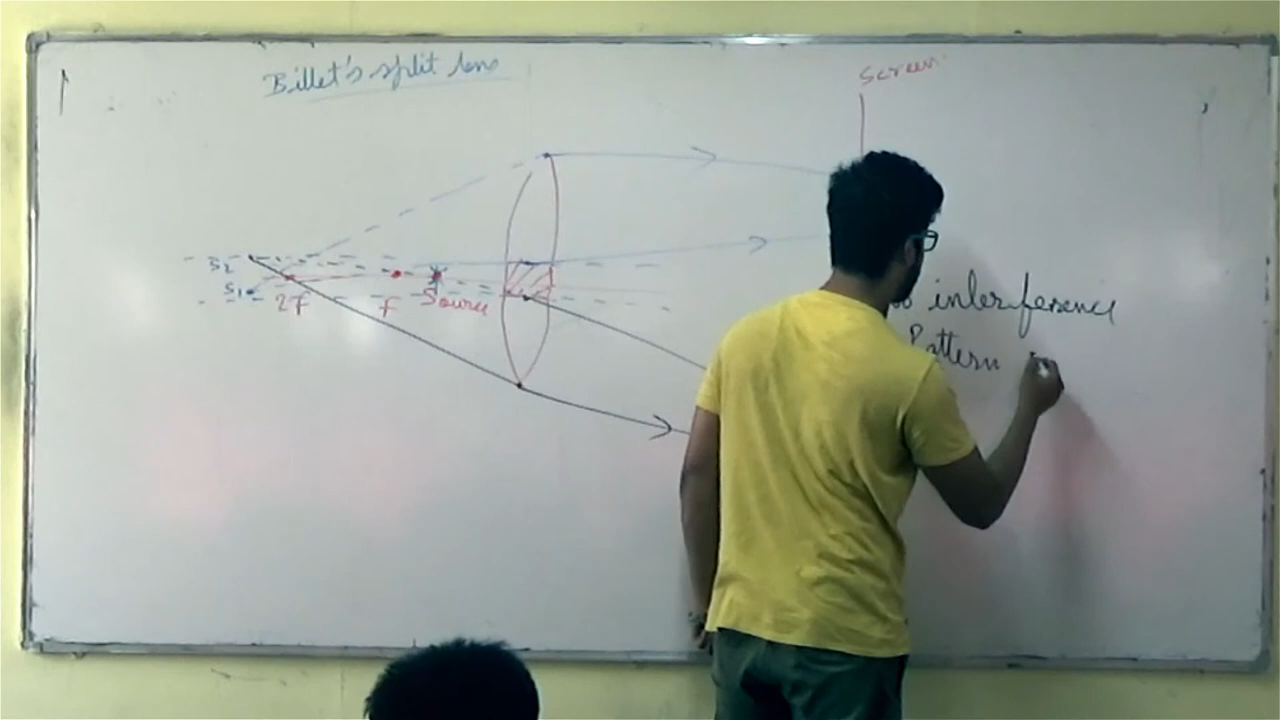 Billet's split lens
Screen
S2
S1
2f
f
Source
interference
Pattern